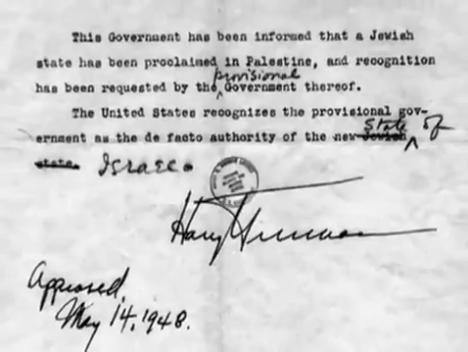 This Government has been informed that a Jewish
state has been proclaimed in Palestine, and recognition
provisional
has been requested by the Government thereof.
The United States recognizes the provisional gov-
ernment as the de facto authority of the new Jewish
State of
state. Israel.
Harry Truman
Approved,
May 14, 1948.